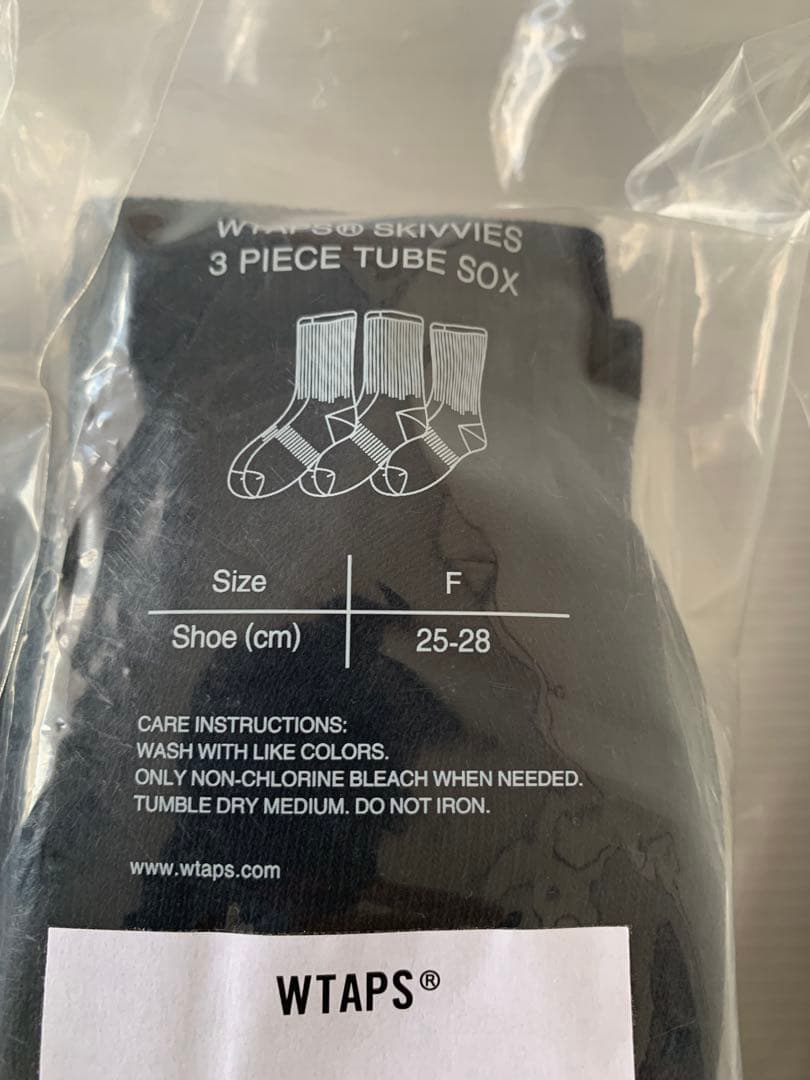 WTAPS® SKIVVIES
3 PIECE TUBE SOX
Size F
Shoe (cm) 25-28
CARE INSTRUCTIONS:
WASH WITH LIKE COLORS.
ONLY NON-CHLORINE BLEACH WHEN NEEDED.
TUMBLE DRY MEDIUM. DO NOT IRON.
www.wtaps.com
WTAPS®